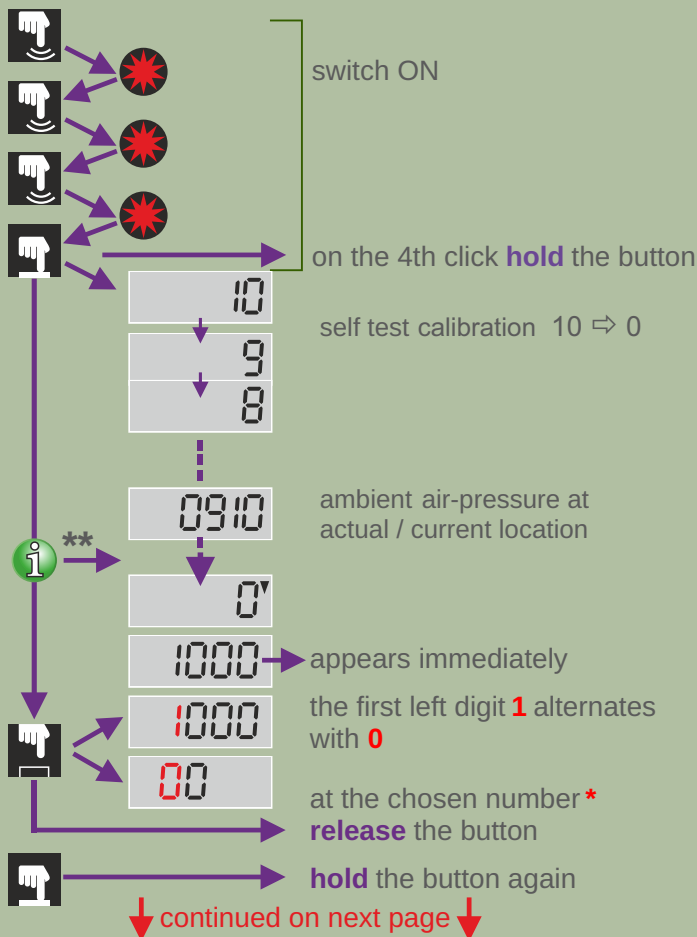 switch ON
on the 4th click hold the button
10
self test calibration 10 ⇨ 0
9
8
0910
ambient air-pressure at
actual / current location
i **
0
1000
appears immediately
1000
the first left digit 1 alternates
with 0
00
at the chosen number *
release the button
hold the button again
continued on next page